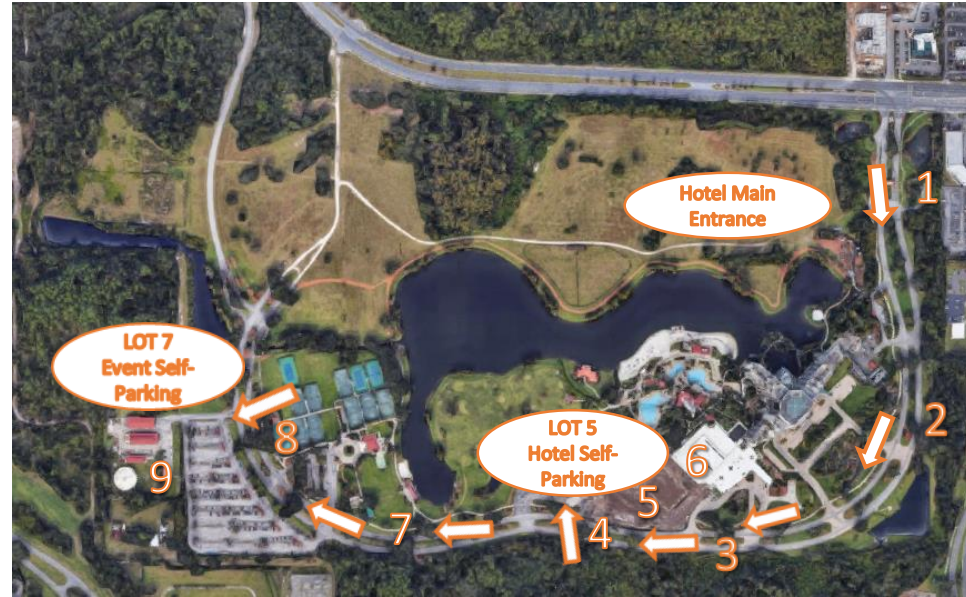 1
Hotel Main
Entrance
LOT 7
Event Self-
Parking
2
LOT 5
Hotel Self-
Parking
8
6
9
5
7
4
3